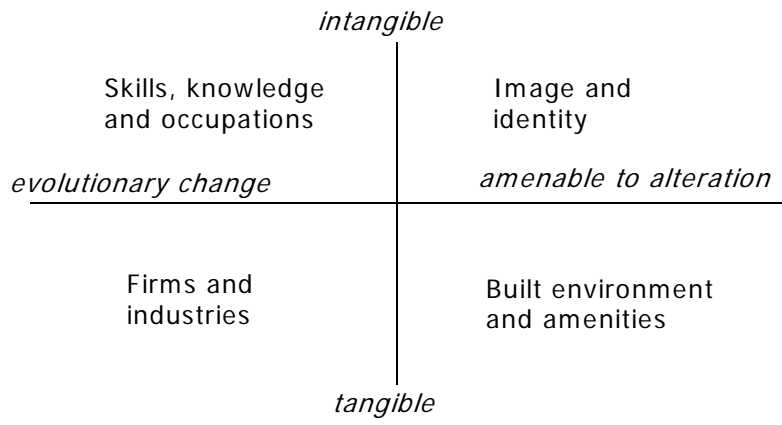 intangible
Skills, knowledge
and occupations
Image and
identity
evolutionary change
amenable to alteration
Firms and
industries
Built environment
and amenities
tangible